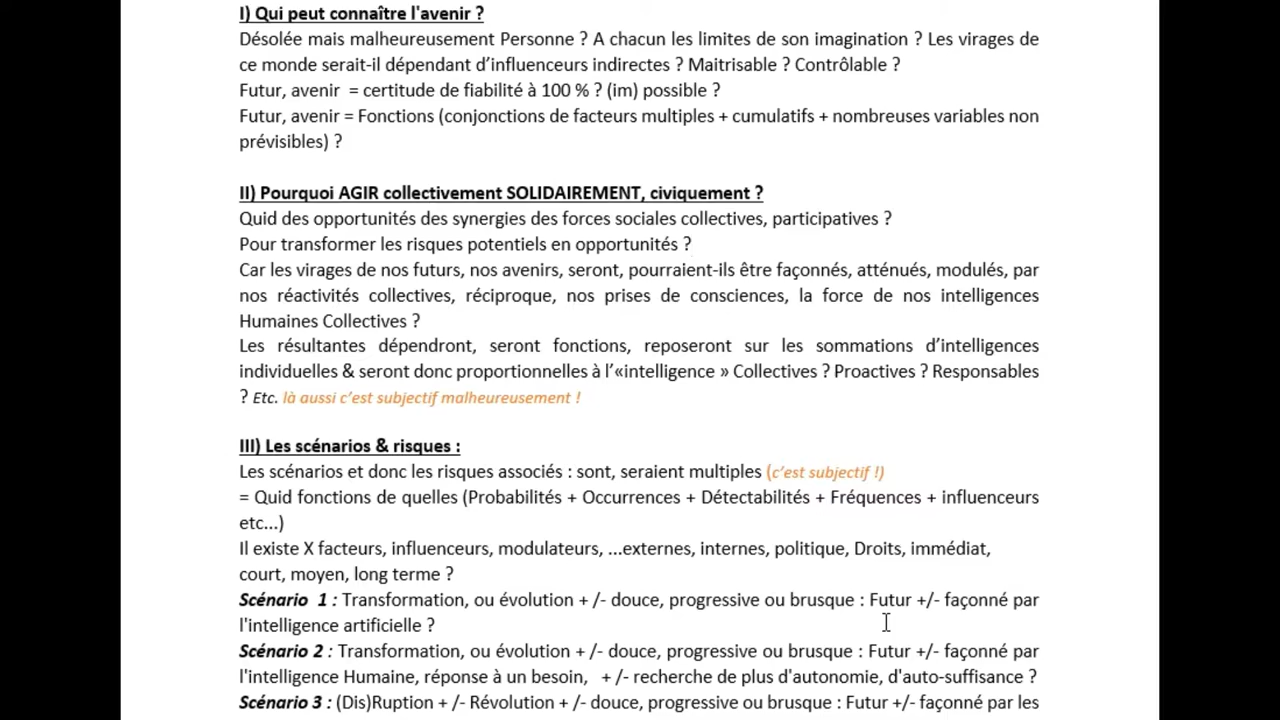 I) Qui peut connaître l'avenir ?
Désolée mais malheureusement Personne ? A chacun les limites de son imagination ? Les virages de
ce monde serait-il dépendant d’influenceurs indirectes ? Maitrisable ? Contrôlable ?
Futur, avenir = certitude de fiabilité à 100 % ? (im) possible ?
Futur, avenir = Fonctions (conjonctions de facteurs multiples + cumulatifs + nombreuses variables non
prévisibles) ?
II) Pourquoi AGIR collectivement SOLIDAIREMENT, civiquement ?
Quid des opportunités des synergies des forces sociales collectives, participatives ?
Pour transformer les risques potentiels en opportunités ?
Car les virages de nos futurs, nos avenirs, seront, pourraient-ils être façonnés, atténués, modulés, par
nos réactivités collectives, réciproque, nos prises de consciences, la force de nos intelligences
Humaines Collectives ?
Les résultantes dépendront, seront fonctions, reposeront sur les sommations d’intelligences
individuelles & seront donc proportionnelles à l’«intelligence » Collectives ? Proactives ? Responsables
? Etc. là aussi c’est subjectif malheureusement !
III) Les scénarios & risques :
Les scénarios et donc les risques associés : sont, seraient multiples (c’est subjectif !)
= Quid fonctions de quelles (Probabilités + Occurrences + Détectabilités + Fréquences + influenceurs
etc...)
Il existe X facteurs, influenceurs, modulateurs, ...externes, internes, politique, Droits, immédiat,
court, moyen, long terme ?
Scénario 1 : Transformation, ou évolution + /- douce, progressive ou brusque : Futur +/- façonné par
l'intelligence artificielle ?
Scénario 2 : Transformation, ou évolution + /- douce, progressive ou brusque : Futur +/- façonné par
l'intelligence Humaine, réponse à un besoin, + /- recherche de plus d'autonomie, d'auto-suffisance ?
Scénario 3 : (Dis)Ruption + /- Révolution + /- douce, progressive ou brusque : Futur +/- façonné par les